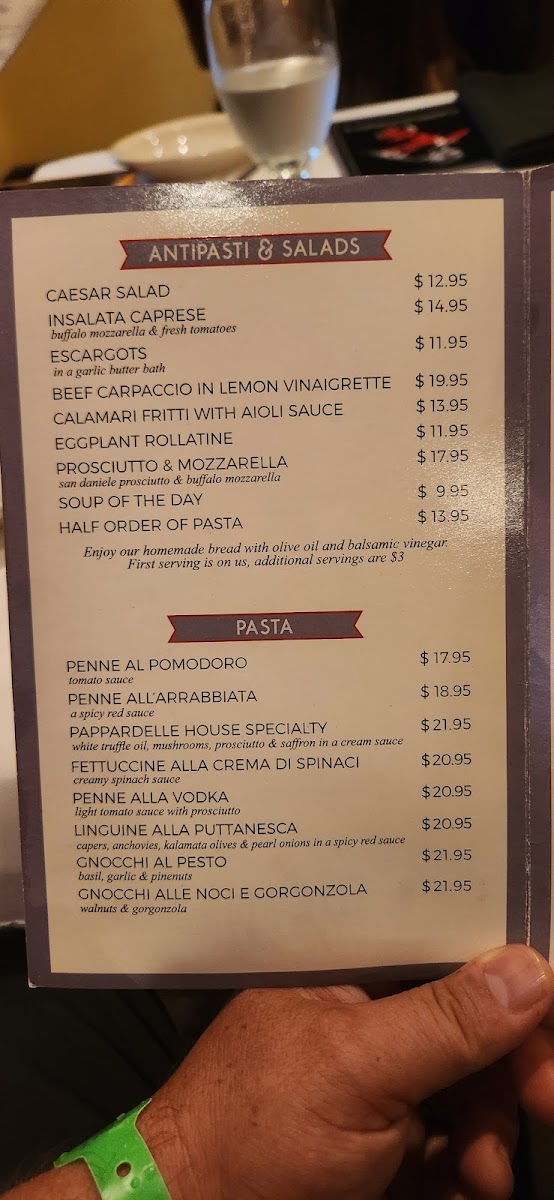 ANTIPASTI & SALADS
CAESAR SALAD $ 12.95
INSALATA CAPRESE $ 14.95
buffalo mozzarella & fresh tomatoes
ESCARGOTS $ 11.95
in a garlic butter bath
BEEF CARPACCIO IN LEMON VINAIGRETTE $ 19.95
CALAMARI FRITTI WITH AIOLI SAUCE $ 13.95
EGGPLANT ROLLATINE $ 11.95
PROSCIUTTO & MOZZARELLA $ 17.95
san daniele prosciutto & buffalo mozzarella
SOUP OF THE DAY $ 9.95
HALF ORDER OF PASTA $ 13.95
Enjoy our homemade bread with olive oil and balsamic vinegar.
First serving is on us, additional servings are $3
PASTA
PENNE AL POMODORO $ 17.95
tomato sauce
PENNE ALL'ARRABBIATA $ 18.95
a spicy red sauce
PAPPARDELLE HOUSE SPECIALTY $ 21.95
white truffle oil, mushrooms, prosciutto & saffron in a cream sauce
FETTUCCINE ALLA CREMA DI SPINACI $20.95
creamy spinach sauce
PENNE ALLA VODKA $20.95
light tomato sauce with prosciutto
LINGUINE ALLA PUTTANESCA $20.95
capers, anchovies, kalamata olives & pearl onions in a spicy red sauce
GNOCCHI AL PESTO $21.95
basil, garlic & pinenuts
GNOCCHI ALLE NOCI E GORGONZOLA $21.95
walnuts & gorgonzola